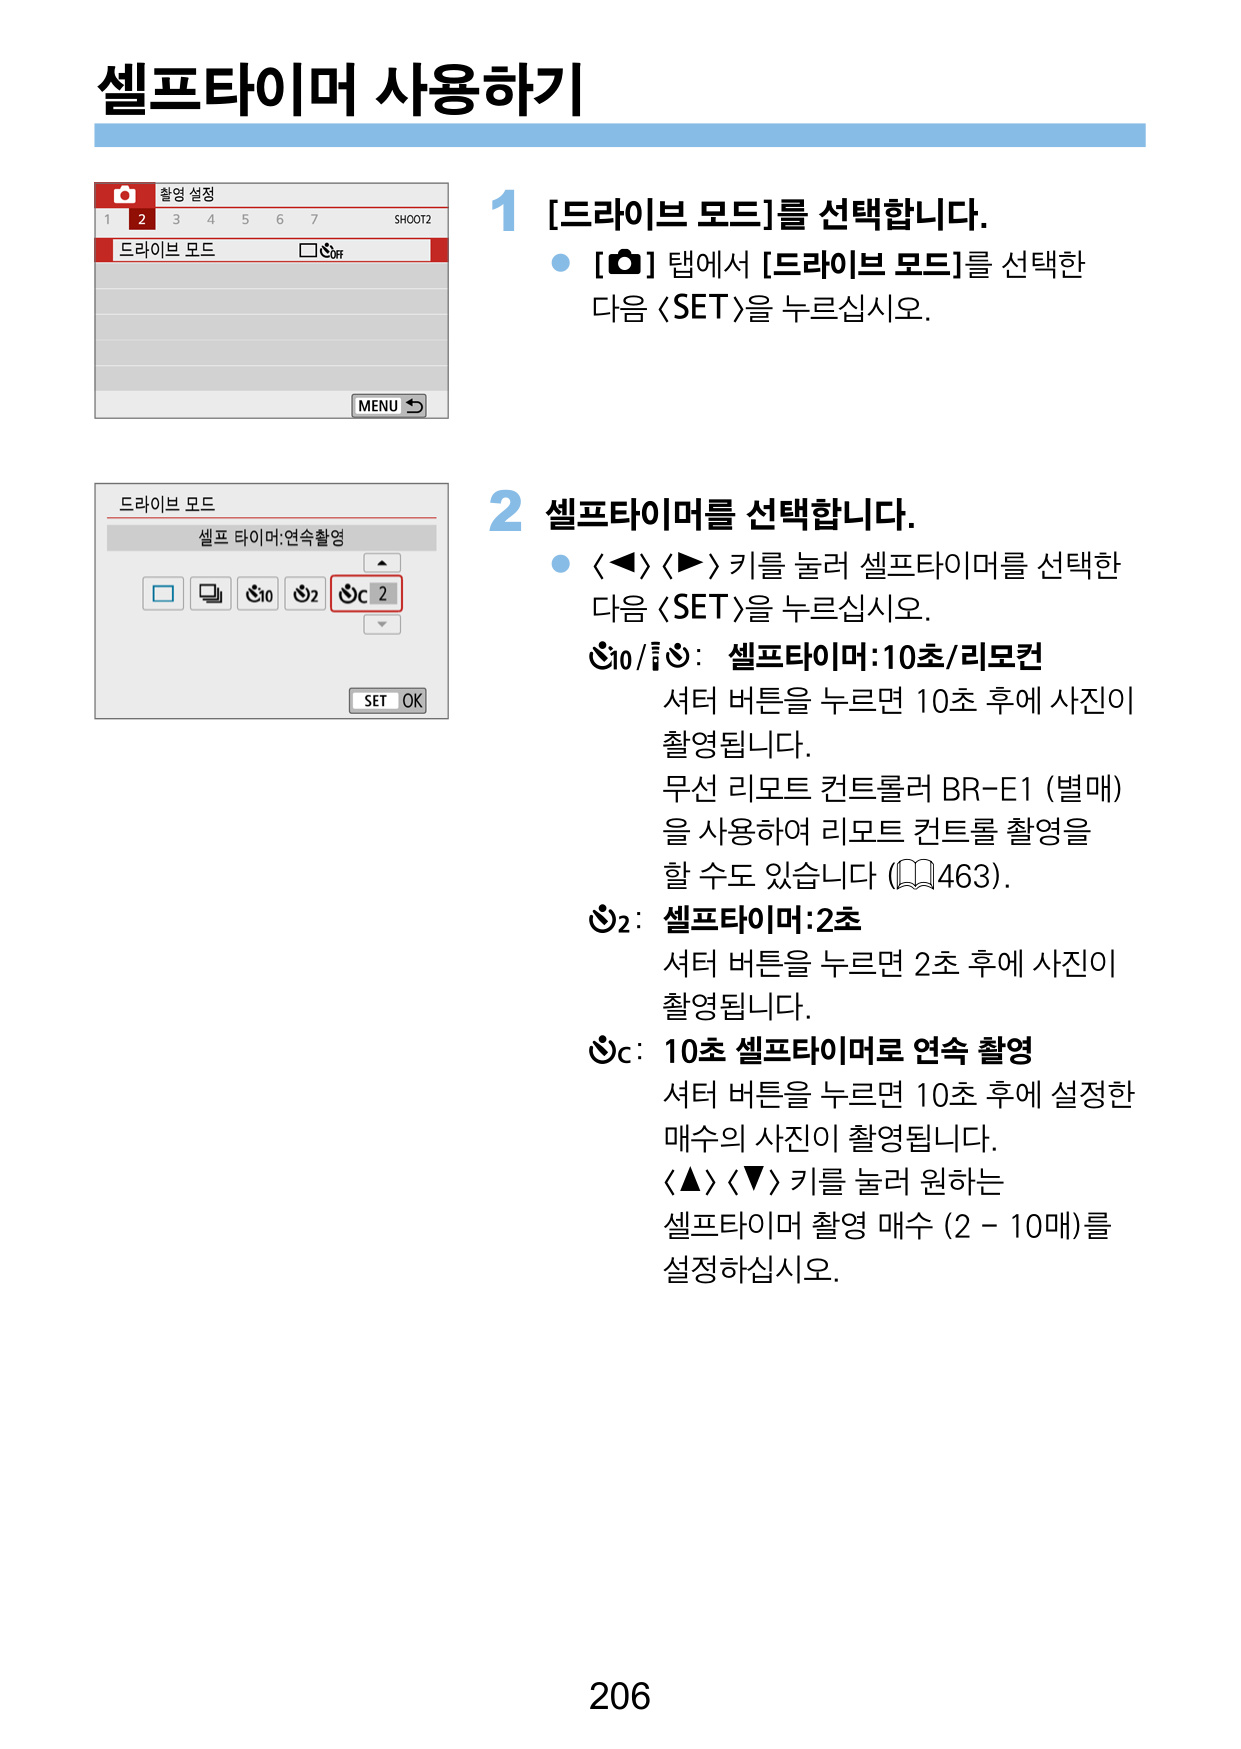 셀프타이머 사용하기
촬영 설정
1 2 3 4 5 6 7 SHOOT2
드라이브 모드 OFF
MENU
1 [드라이브 모드]를 선택합니다.
● [📷] 탭에서 [드라이브 모드]를 선택한
다음 <SET>을 누르십시오.
드라이브 모드
셀프 타이머:연속촬영
10 2 C 2
SET OK
2 셀프타이머를 선택합니다.
● <◀> <▶> 키를 눌러 셀프타이머를 선택한
다음 <SET>을 누르십시오.
10/: 셀프타이머:10초/리모컨
셔터 버튼을 누르면 10초 후에 사진이
촬영됩니다.
무선 리모트 컨트롤러 BR-E1 (별매)
을 사용하여 리모트 컨트롤 촬영을
할 수도 있습니다 (463).
2: 셀프타이머:2초
셔터 버튼을 누르면 2초 후에 사진이
촬영됩니다.
c: 10초 셀프타이머로 연속 촬영
셔터 버튼을 누르면 10초 후에 설정한
매수의 사진이 촬영됩니다.
<▲> <▼> 키를 눌러 원하는
셀프타이머 촬영 매수 (2 - 10매)를
설정하십시오.
206